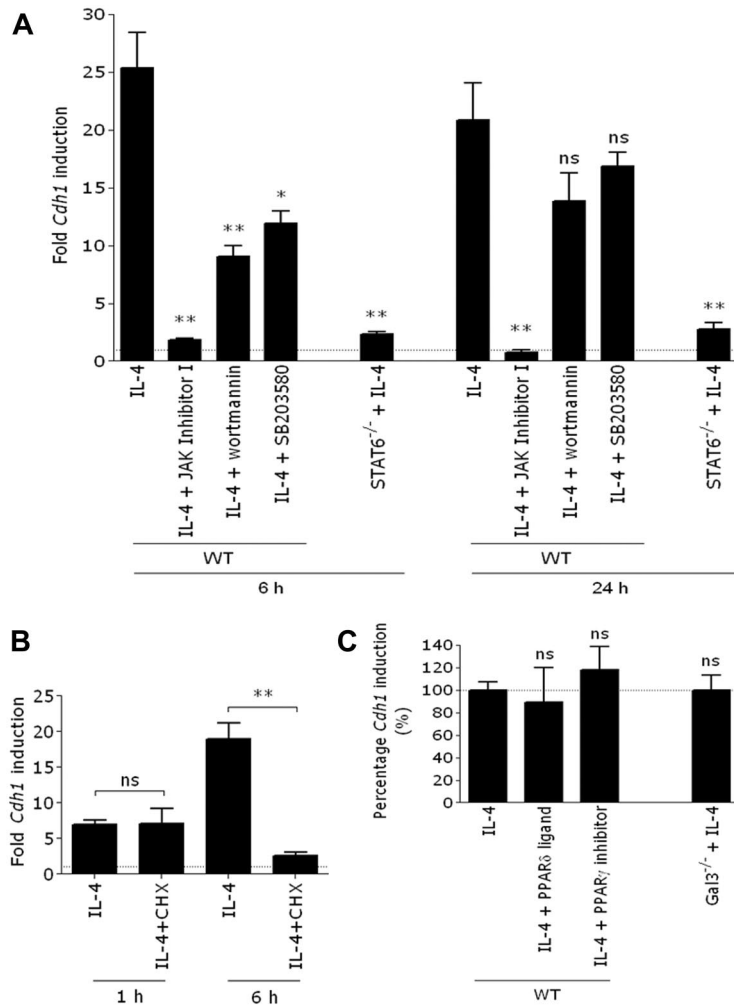 A
Fold Cdh1 induction
30
25
20
15
10
5
0
**
**
*
**
**
ns
ns
**
IL-4
IL-4 + JAK Inhibitor I
IL-4 + wortmannin
IL-4 + SB203580
STAT6-/- + IL-4
IL-4
IL-4 + JAK Inhibitor I
IL-4 + wortmannin
IL-4 + SB203580
STAT6-/- + IL-4
WT
WT
6 h
24 h
B
Fold Cdh1 induction
25
20
15
10
5
0
ns
**
IL-4
IL-4+CHX
IL-4
IL-4+CHX
1 h
6 h
C
Percentage Cdh1 induction
(%)
140
120
100
80
60
40
20
0
ns
ns
ns
IL-4
IL-4 + PPARδ ligand
IL-4 + PPARγ inhibitor
Gal3-/- + IL-4
WT